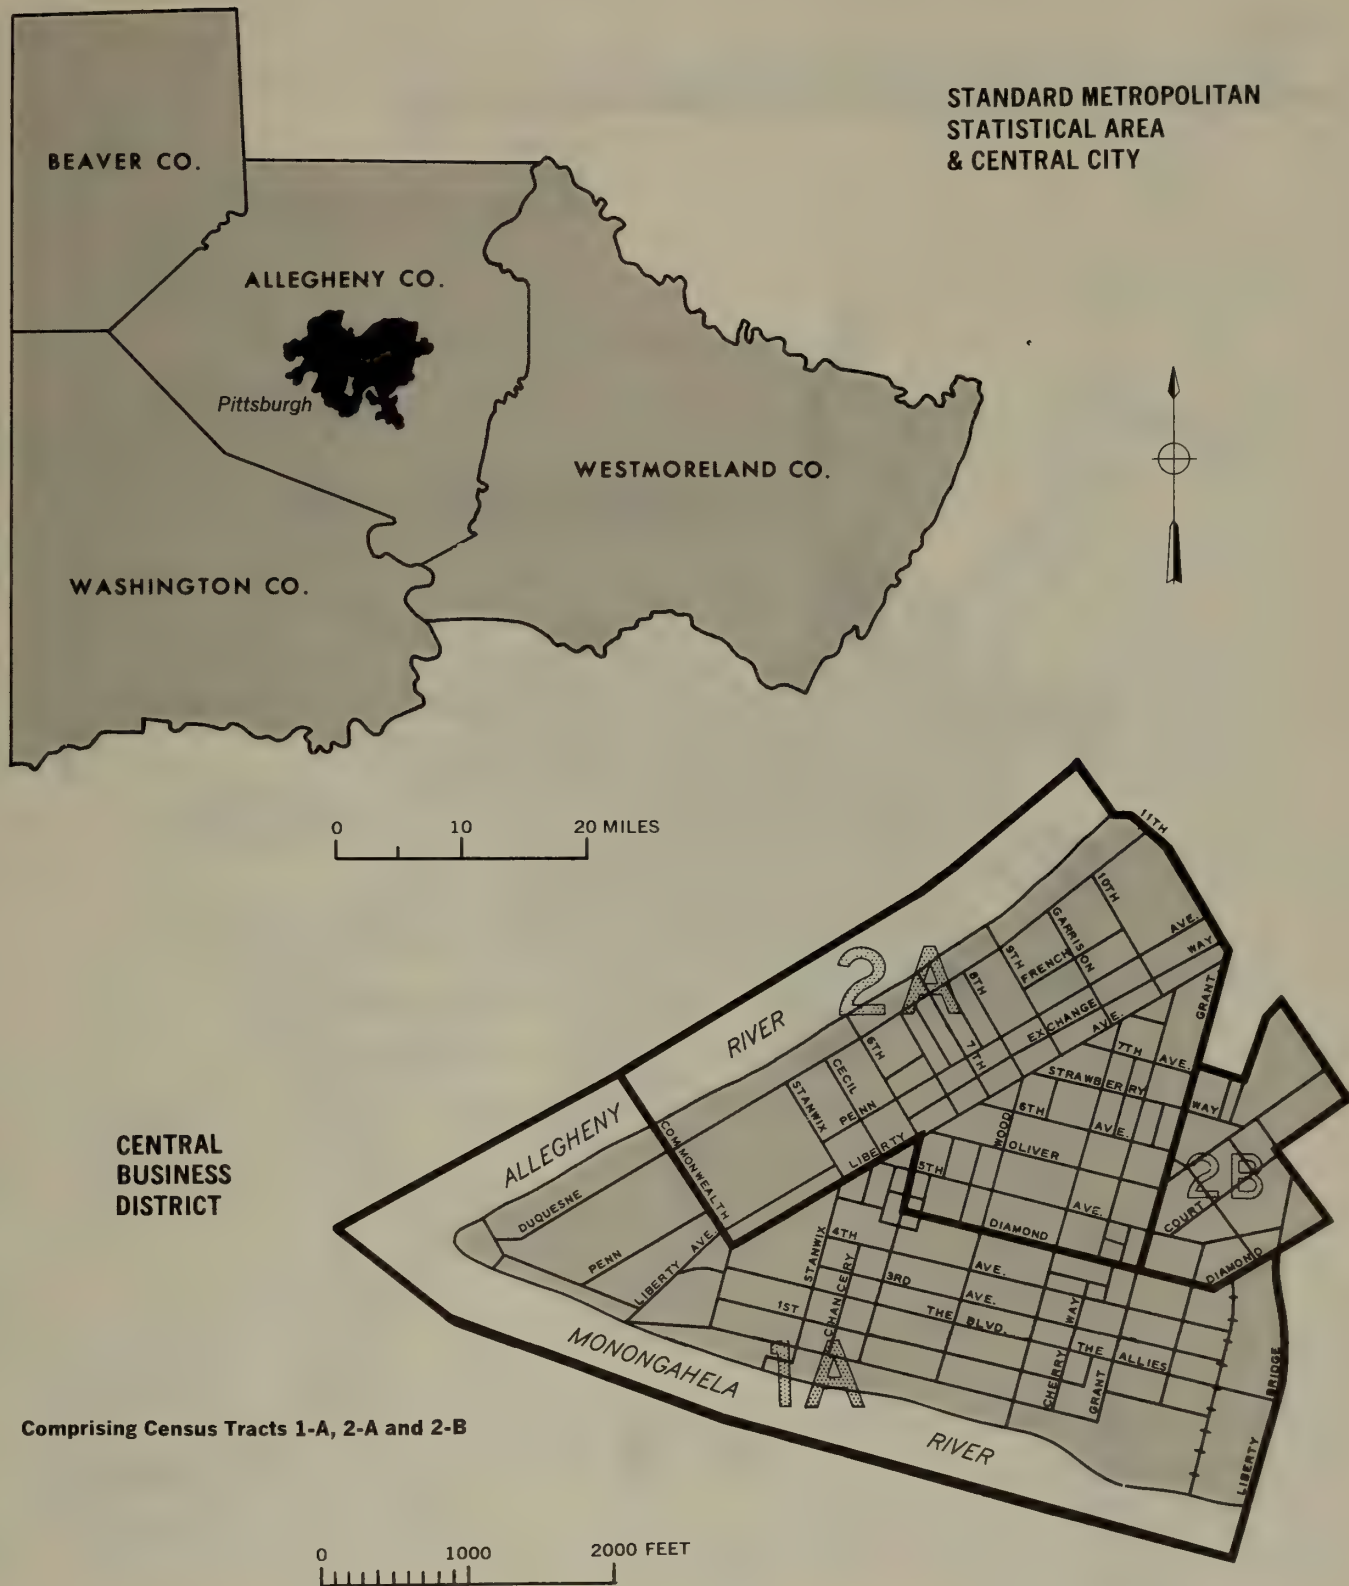 STANDARD METROPOLITAN
STATISTICAL AREA
& CENTRAL CITY
BEAVER CO.
ALLEGHENY CO.
Pittsburgh
WESTMORELAND CO.
WASHINGTON CO.
0 10 20 MILES
CENTRAL
BUSINESS
DISTRICT
Comprising Census Tracts 1-A, 2-A and 2-B
0 1000 2000 FEET
ALLEGHENY
RIVER
MONONGAHELA
RIVER
2A
2B
1A
11TH
10TH
GARRISON
9TH
FRENCH
8TH
7TH
EXCHANGE
WAY
AVE.
AVE.
6TH
CECIL
STANWIX
PENN
LIBERTY
COMMONWEALTH
DUQUESNE
PENN
LIBERTY AVE.
GRANT
7TH AVE.
STRAWBERRY
WAY
6TH
AVE.
WOOD
OLIVER
5TH
AVE.
DIAMOND
COURT
DIAMOND
STANWIX
4TH
AVE.
CHANCERY
3RD
AVE.
1ST
THE BLVD.
THE ALLIES
CHERRY
WAY
GRANT
LIBERTY
BRIDGE